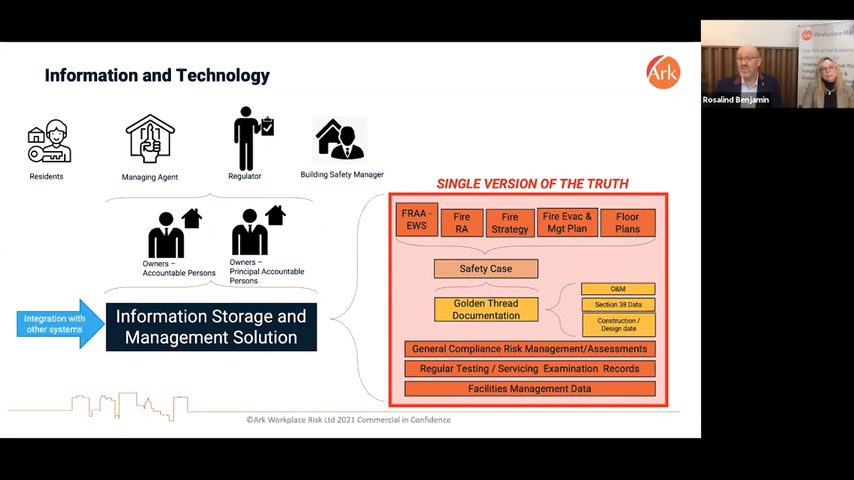 Information and Technology
Ark
Residents
Managing Agent
Regulator
Building Safety Manager
Owners –
Accountable Persons
Owners –
Principal Accountable
Persons
Integration with
other systems
Information Storage and
Management Solution
SINGLE VERSION OF THE TRUTH
FRAA -
EWS
Fire
RA
Fire
Strategy
Fire Evac &
Mgt Plan
Floor
Plans
Safety Case
Golden Thread
Documentation
O&M
Section 38 Data
Construction /
Design date
General Compliance Risk Management/Assessments
Regular Testing / Servicing Examination Records
Facilities Management Data
©Ark Workplace Risk Ltd 2021 Commercial in Confidence
Rosalind Benjamin
Ark Workplace Risk